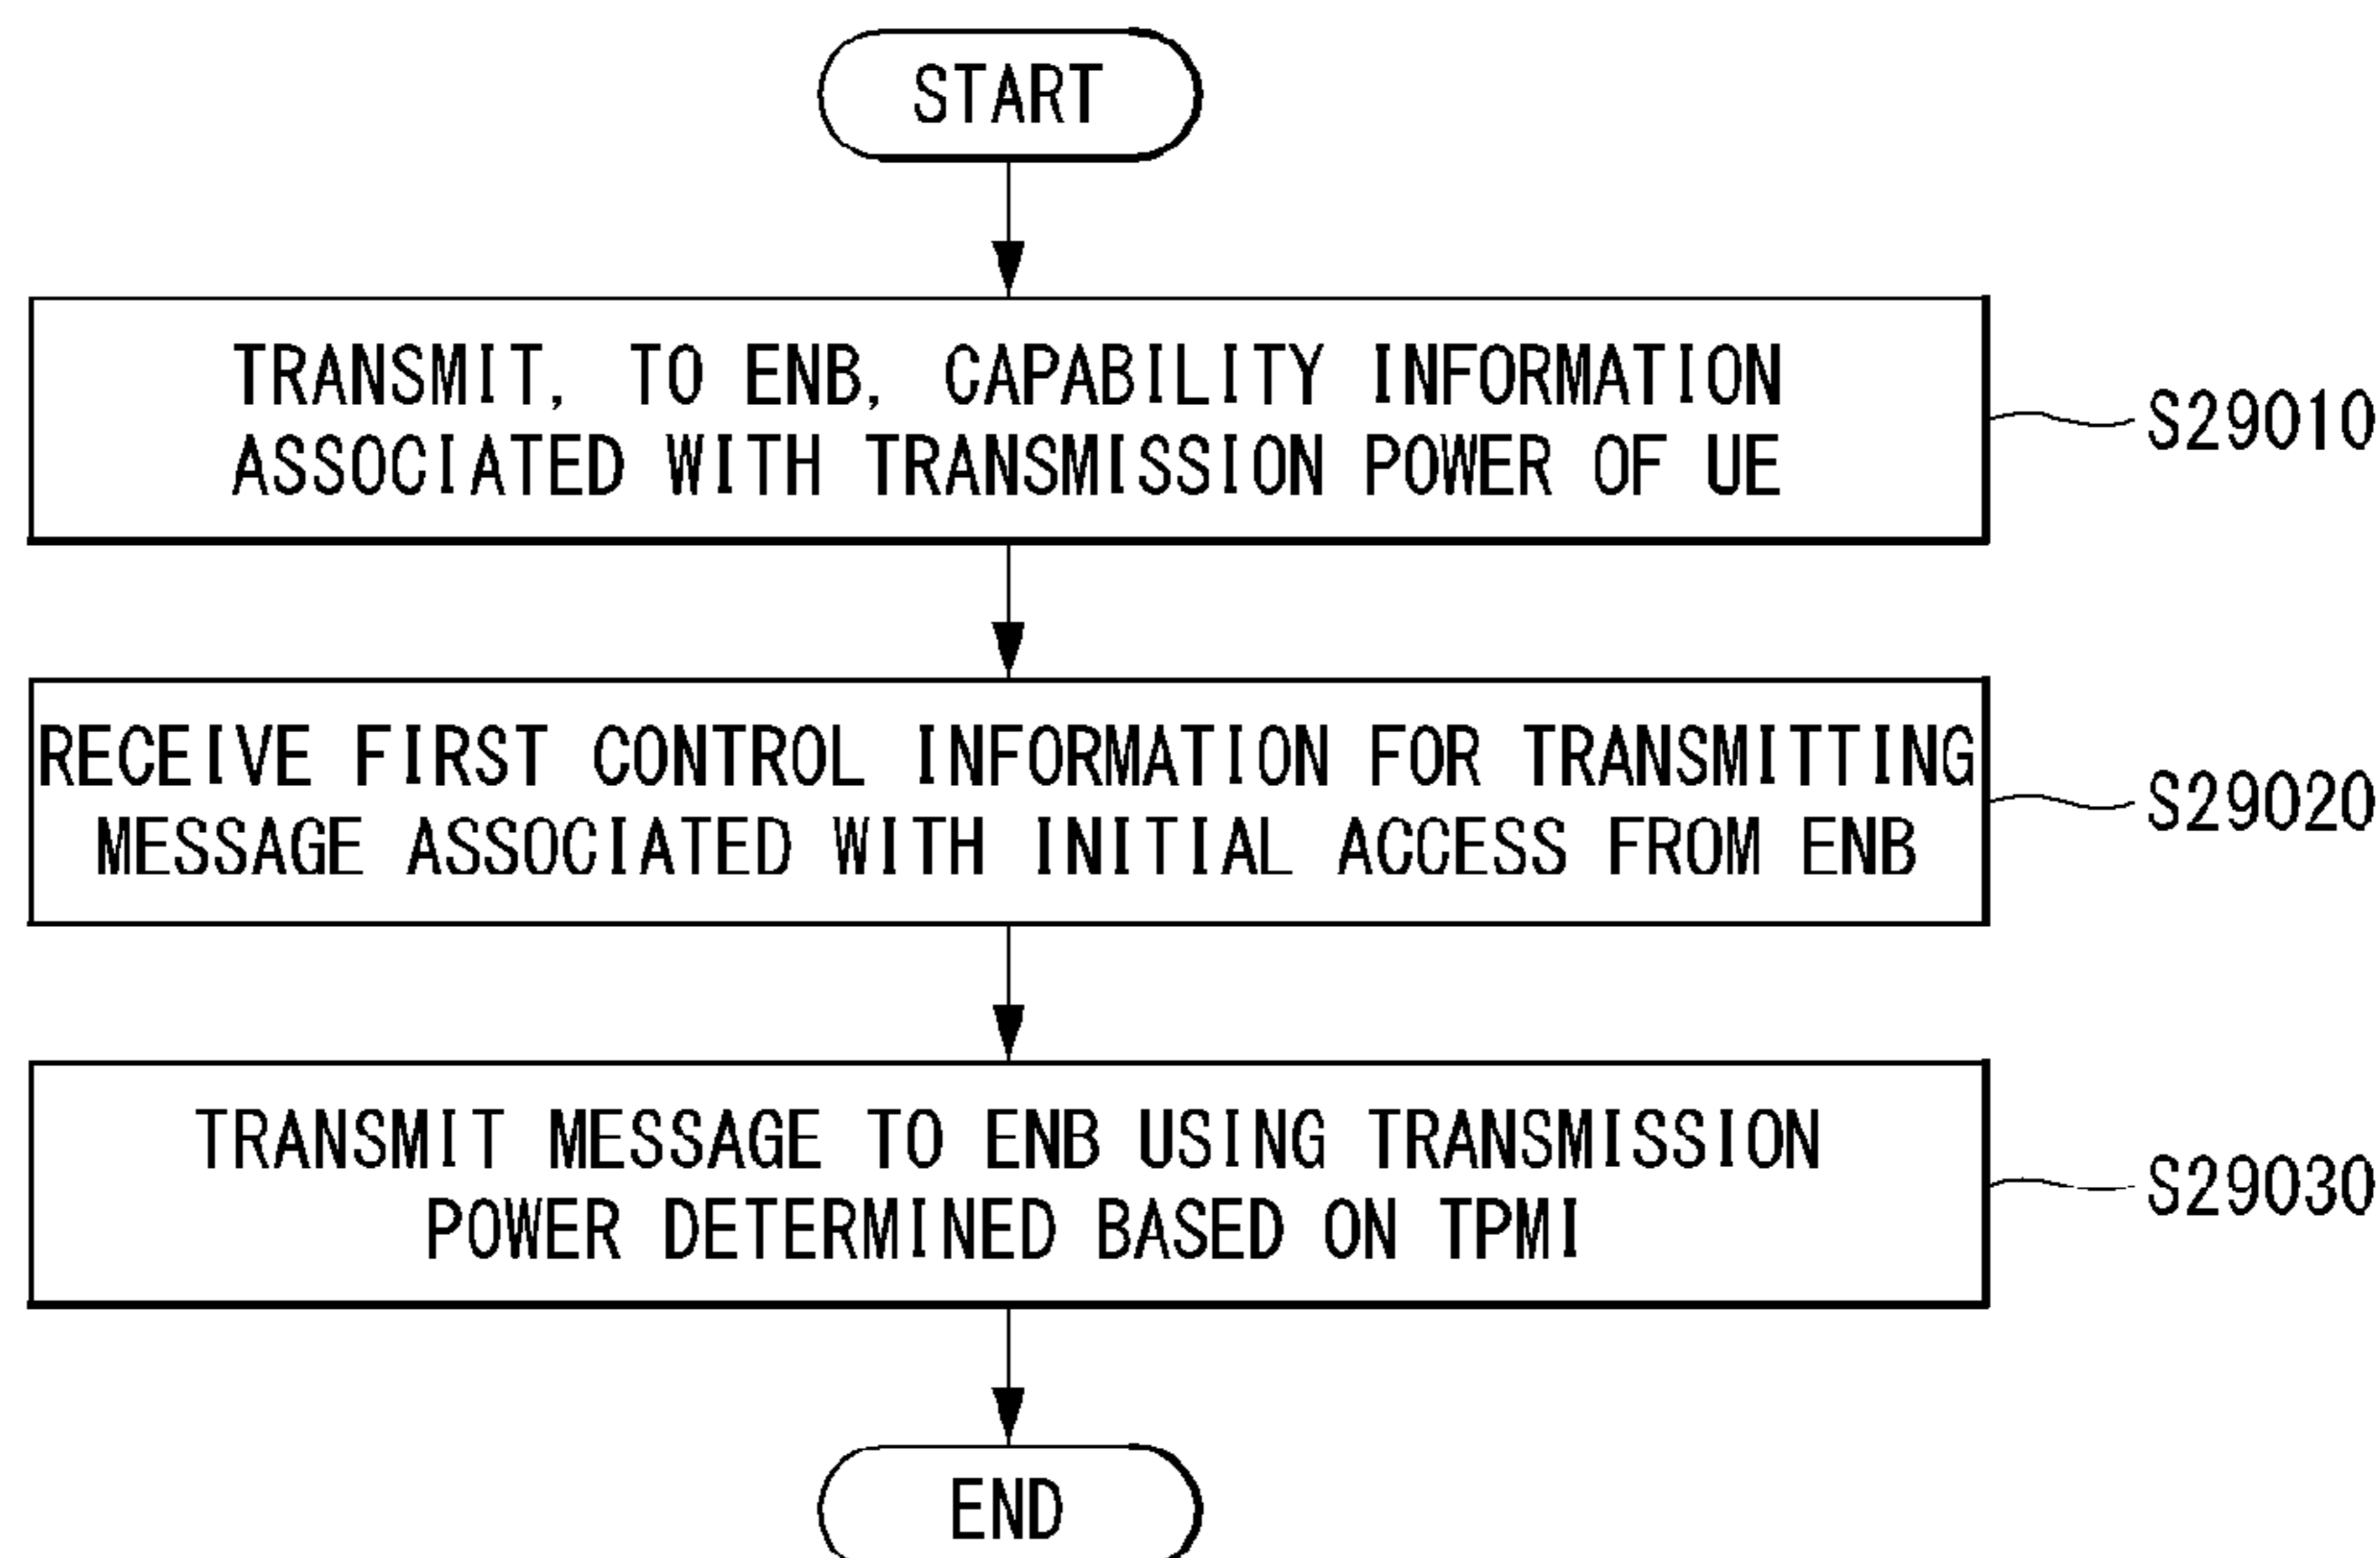 START
TRANSMIT, TO ENB, CAPABILITY INFORMATION
ASSOCIATED WITH TRANSMISSION POWER OF UE
S29010
RECEIVE FIRST CONTROL INFORMATION FOR TRANSMITTING
MESSAGE ASSOCIATED WITH INITIAL ACCESS FROM ENB
S29020
TRANSMIT MESSAGE TO ENB USING TRANSMISSION
POWER DETERMINED BASED ON TPMI
S29030
END